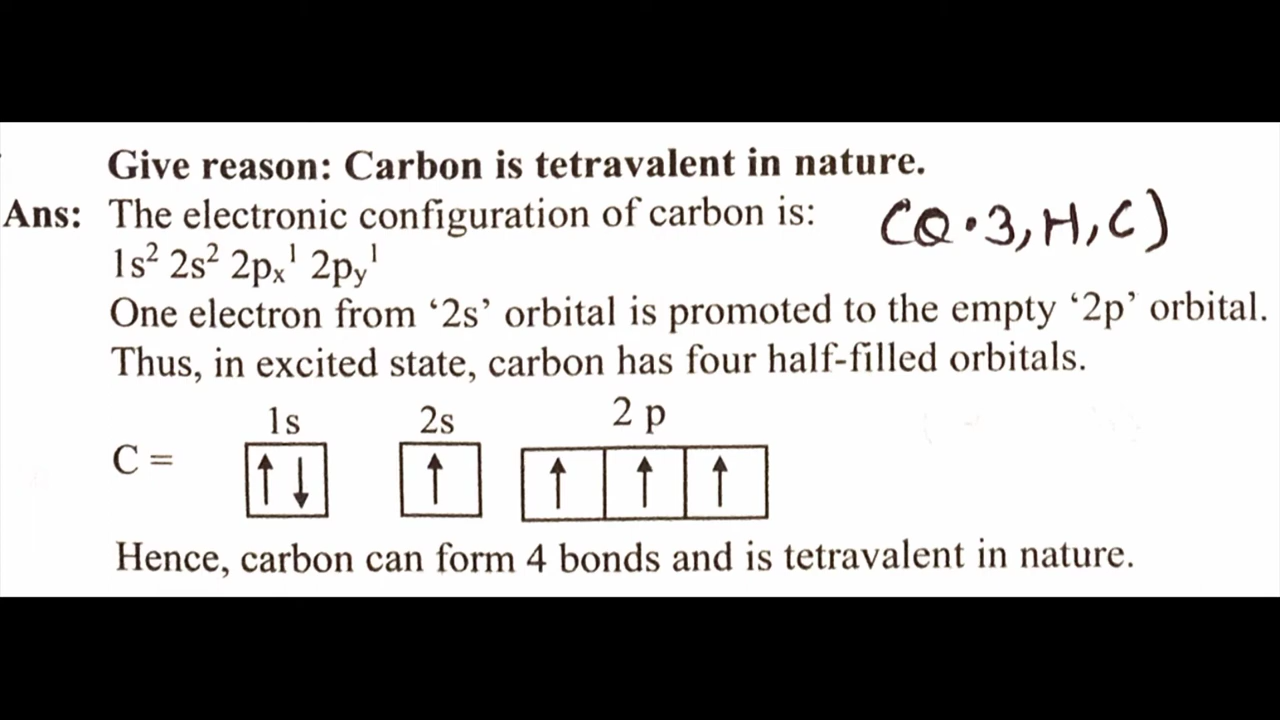 Give reason: Carbon is tetravalent in nature.
Ans: The electronic configuration of carbon is: (Q.3,H,C)
1s² 2s² 2pₓ¹ 2pᵧ¹
One electron from ‘2s’ orbital is promoted to the empty ‘2p’ orbital.
Thus, in excited state, carbon has four half-filled orbitals.
1s 2s 2 p
C = ↑↓ ↑ ↑ ↑ ↑
Hence, carbon can form 4 bonds and is tetravalent in nature.